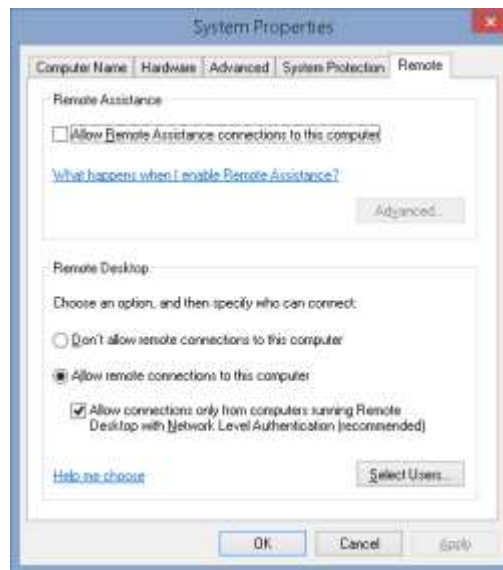 System Properties
Computer Name Hardware Advanced System Protection Remote
Remote Assistance
Allow Remote Assistance connections to this computer
What happens when I enable Remote Assistance?
Advanced...
Remote Desktop
Choose an option, and then specify who can connect.
Don't allow remote connections to this computer
Allow remote connections to this computer
Allow connections only from computers running Remote
Desktop with Network Level Authentication (recommended)
Help me choose
Select Users...
OK Cancel Apply